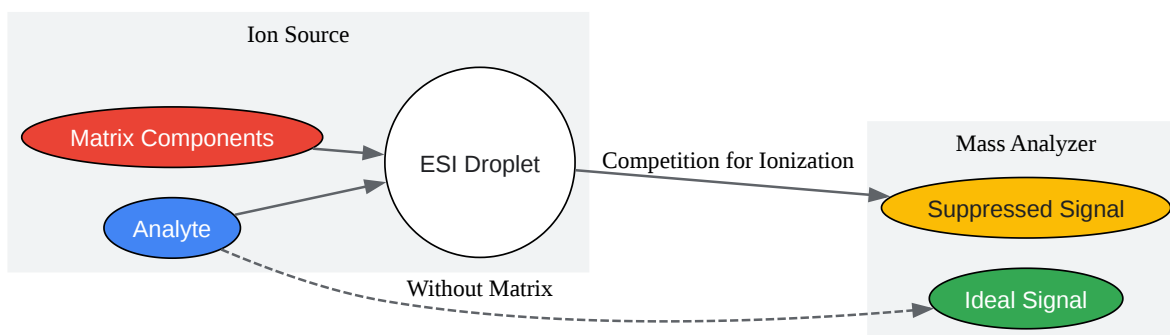 Ion Source
Matrix Components
ESI Droplet
Analyte
Competition for Ionization
Without Matrix
Mass Analyzer
Suppressed Signal
Ideal Signal